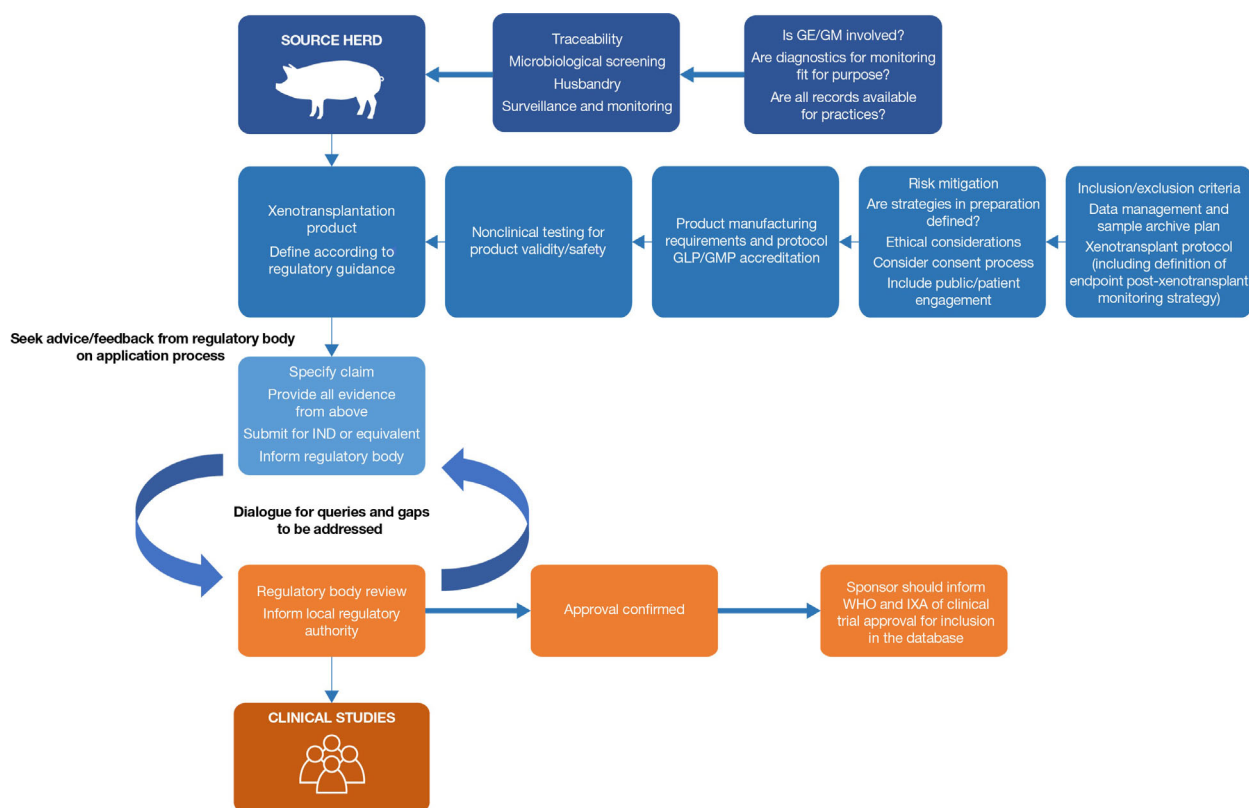 SOURCE HERD
Traceability
Microbiological screening
Husbandry
Surveillance and monitoring
Is GE/GM involved?
Are diagnostics for monitoring
fit for purpose?
Are all records available
for practices?
Xenotransplantation
product
Define according to
regulatory guidance
Nonclinical testing for
product validity/safety
Product manufacturing
requirements and protocol
GLP/GMP accreditation
Risk mitigation
Are strategies in preparation
defined?
Ethical considerations
Consider consent process
Include public/patient
engagement
Inclusion/exclusion criteria
Data management and
sample archive plan
Xenotransplant protocol
(including definition of
endpoint post-xenotransplant
monitoring strategy)
Seek advice/feedback from regulatory body
on application process
Specify claim
Provide all evidence
from above
Submit for IND or equivalent
Inform regulatory body
Dialogue for queries and gaps
to be addressed
Regulatory body review
Inform local regulatory
authority
Approval confirmed
Sponsor should inform
WHO and IXA of clinical
trial approval for inclusion
in the database
CLINICAL STUDIES